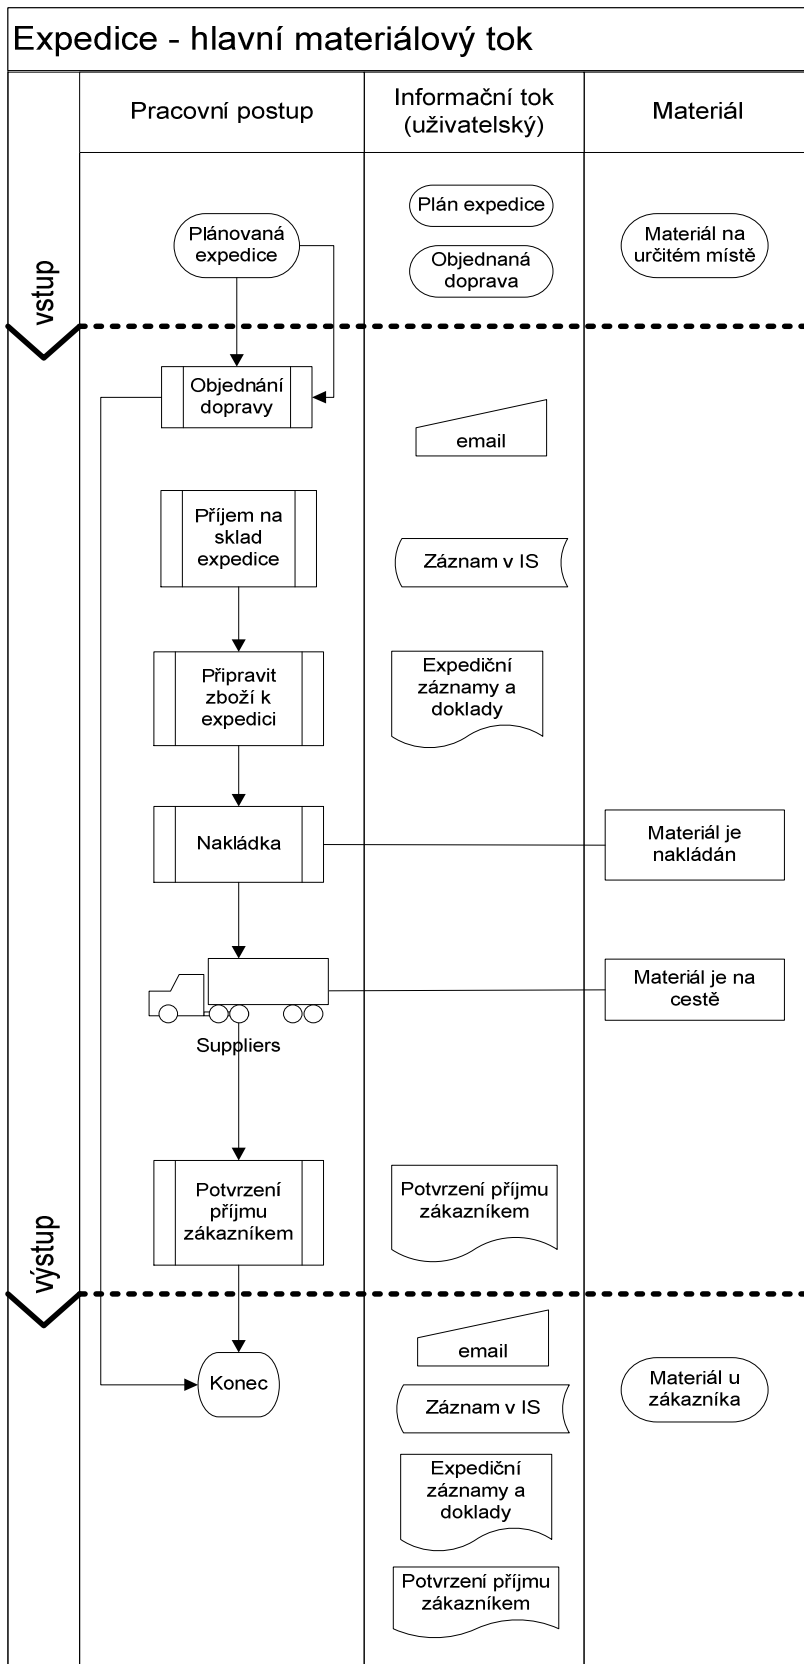 Expedice - hlavní materiálový tok
Pracovní postup
Informační tok
(uživatelský)
Materiál
vstup
Plánovaná
expedice
Plán expedice
Objednaná
doprava
Materiál na
určitém místě
Objednání
dopravy
email
Příjem na
sklad
expedice
Záznam v IS
Připravit
zboží k
expedici
Expediční
záznamy a
doklady
Nakládka
Materiál je
nakládán
Suppliers
Materiál je na
cestě
Potvrzení
příjmu
zákazníkem
Potvrzení příjmu
zákazníkem
výstup
Konec
email
Materiál u
zákazníka
Záznam v IS
Expediční
záznamy a
doklady
Potvrzení příjmu
zákazníkem